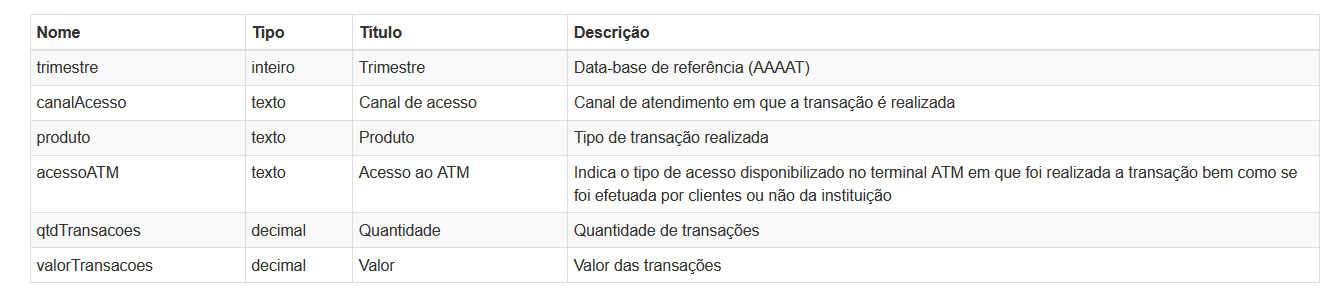 Nome Tipo Título Descrição
trimestre inteiro Trimestre Data-base de referência (AAAAT)
canalAcesso texto Canal de acesso Canal de atendimento em que a transação é realizada
produto texto Produto Tipo de transação realizada
acessoATM texto Acesso ao ATM Indica o tipo de acesso disponibilizado no terminal ATM em que foi realizada a transação bem como se
foi efetuada por clientes ou não da instituição
qtdTransacoes decimal Quantidade Quantidade de transações
valorTransacoes decimal Valor Valor das transações